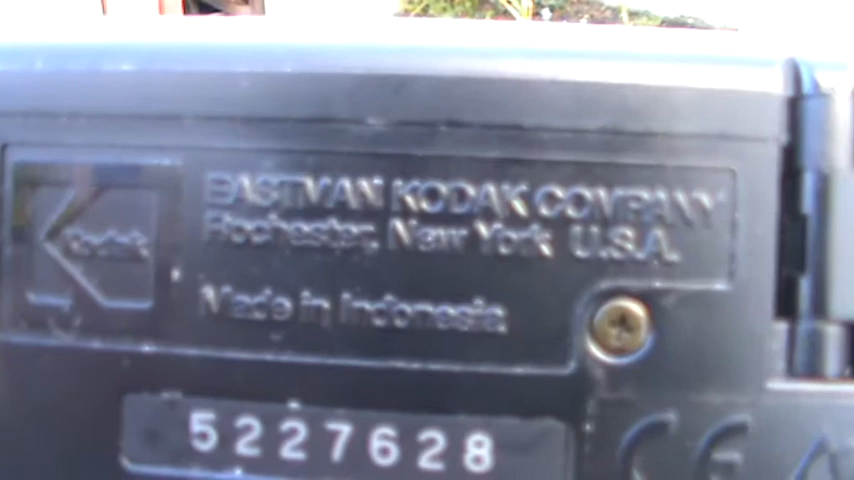 EASTMAN KODAK COMPANY
Rochester, New York U.S.A.
Kodak
Made in Indonesia
5227628
CE